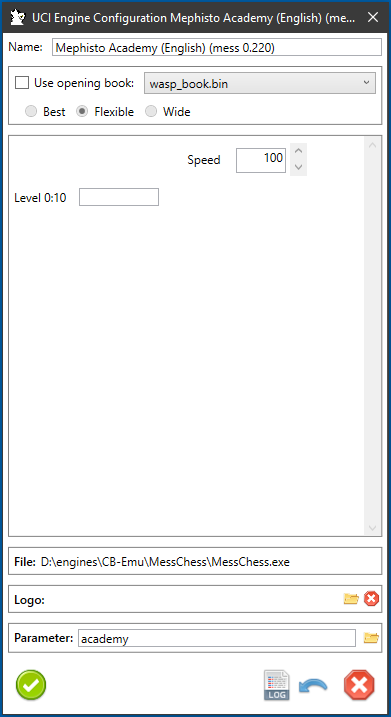 UCI Engine Configuration Mephisto Academy (English) (me...
Name: Mephisto Academy (English) (mess 0.220)
Use opening book: wasp_book.bin
Best Flexible Wide
Speed 100
Level 0:10
File: D:\engines\CB-Emu\MessChess\MessChess.exe
Logo:
Parameter: academy
LOG